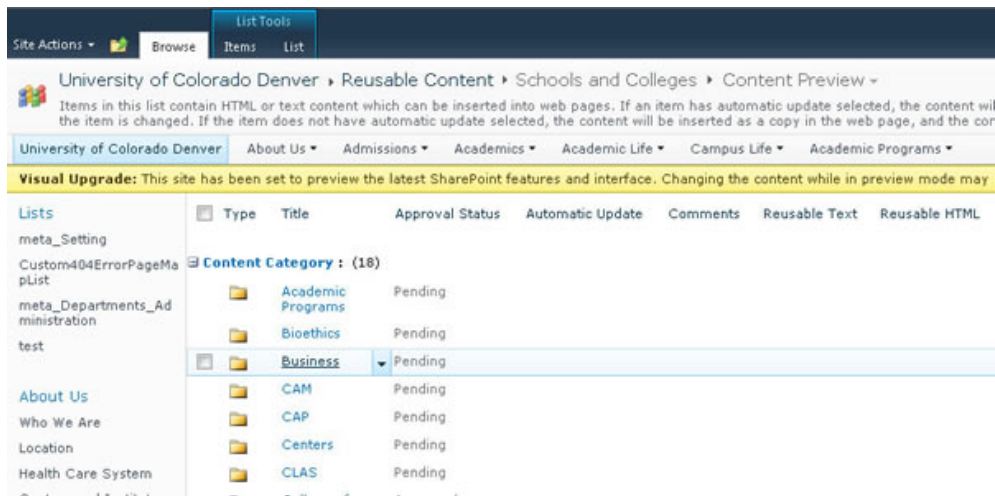 List Tools
Site Actions Browse Items List
University of Colorado Denver Reusable Content Schools and Colleges Content Preview
Items in this list contain HTML or text content which can be inserted into web pages. If an item has automatic update selected, the content wil
the item is changed. If the item does not have automatic update selected, the content will be inserted as a copy in the web page, and the con
University of Colorado Denver About Us Admissions Academics Academic Life Campus Life Academic Programs
Visual Upgrade: This site has been set to preview the latest SharePoint features and interface. Changing the content while in preview mode may
Lists Type Title Approval Status Automatic Update Comments Reusable Text Reusable HTML
meta_Setting
Custom404ErrorPageMa
pList
meta_Departments_Ad
ministration
test
About Us
Who We Are
Location
Health Care System
Content Category : (18)
Academic Pending
Programs
Bioethics Pending
Business Pending
CAM Pending
CAP Pending
Centers Pending
CLAS Pending